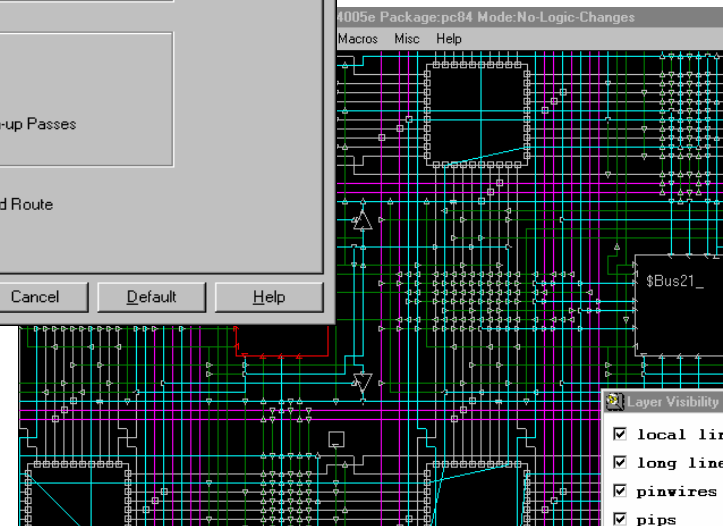 4005e Package:pc84 Mode:No-Logic-Changes
Macros Misc Help
-up Passes
d Route
Cancel Default Help
$Bus21_
Layer Visibility
local lin
long line
pinwires
pips